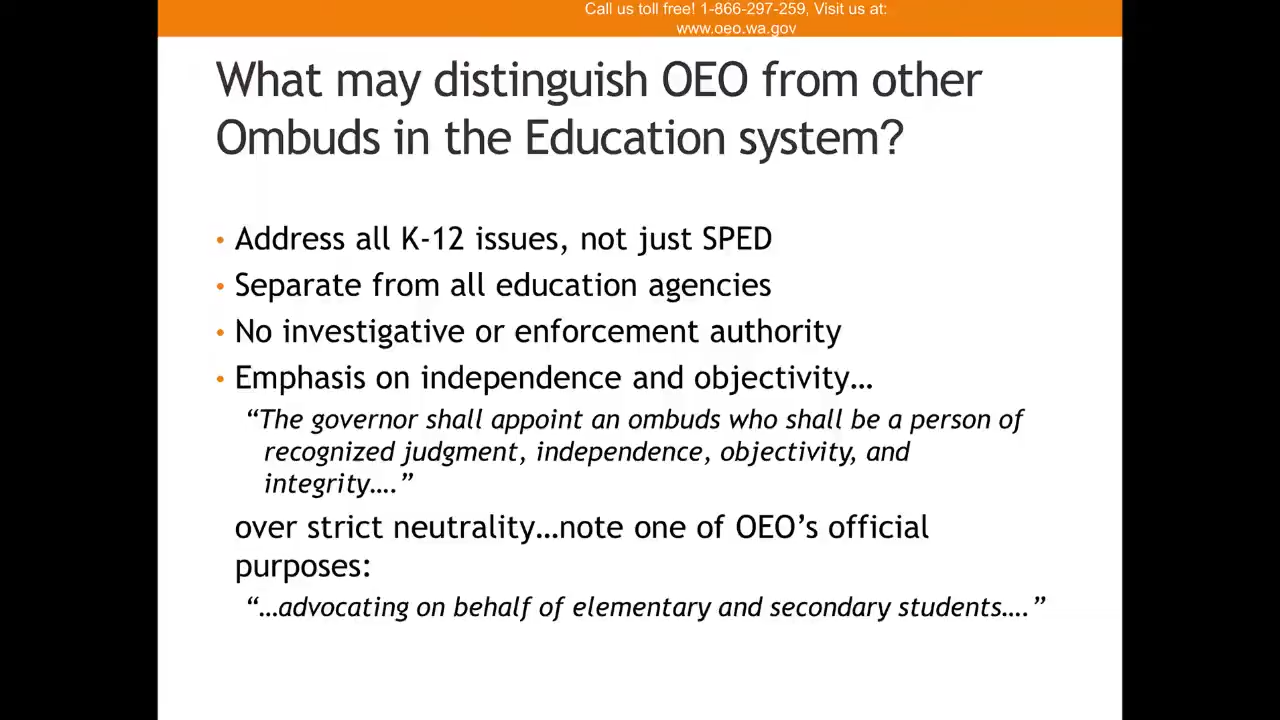 Call us toll free! 1-866-297-259, Visit us at:
www.oeo.wa.gov
What may distinguish OEO from other
Ombuds in the Education system?
• Address all K-12 issues, not just SPED
• Separate from all education agencies
• No investigative or enforcement authority
• Emphasis on independence and objectivity…
“The governor shall appoint an ombuds who shall be a person of
recognized judgment, independence, objectivity, and
integrity….”
over strict neutrality…note one of OEO’s official
purposes:
“…advocating on behalf of elementary and secondary students….”